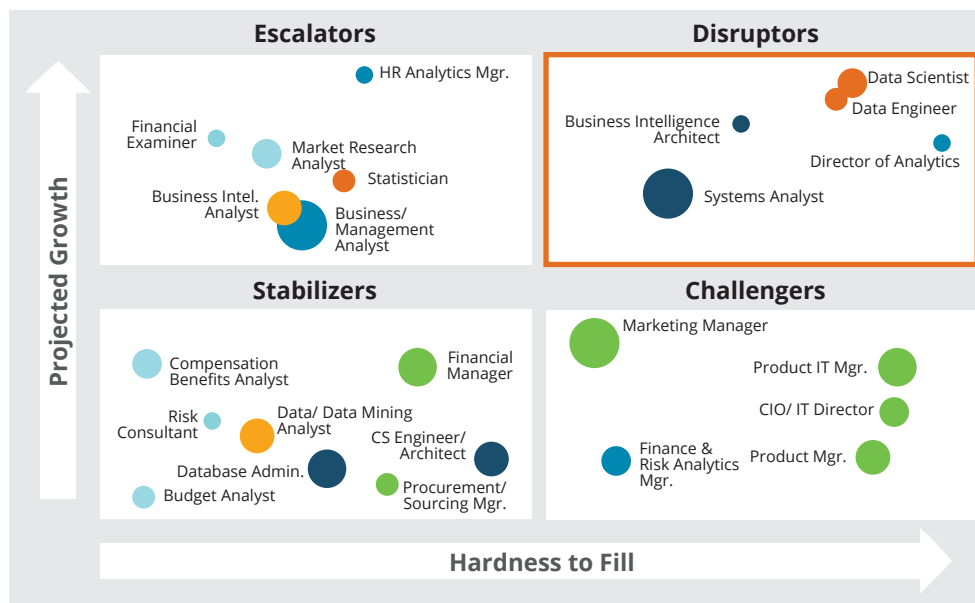 Escalators
Disruptors
HR Analytics Mgr.
Financial
Examiner
Market Research
Analyst
Statistician
Business Intel.
Analyst
Business/
Management
Analyst
Data Scientist
Data Engineer
Business Intelligence
Architect
Director of Analytics
Systems Analyst
Projected Growth
Stabilizers
Challengers
Compensation
Benefits Analyst
Financial
Manager
Risk
Consultant
Data/ Data Mining
Analyst
CS Engineer/
Architect
Database Admin.
Budget Analyst
Procurement/
Sourcing Mgr.
Marketing Manager
Product IT Mgr.
CIO/ IT Director
Finance &
Risk Analytics
Mgr.
Product Mgr.
Hardness to Fill